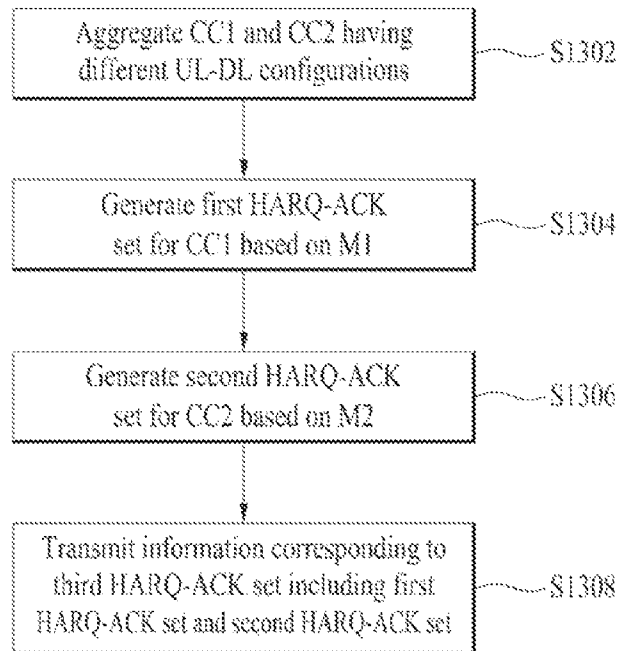 Aggregate CC1 and CC2 having
different UL-DL configurations
S1302
Generate first HARQ-ACK
set for CC1 based on M1
S1304
Generate second HARQ-ACK
set for CC2 based on M2
S1306
Transmit information corresponding to
third HARQ-ACK set including first
HARQ-ACK set and second HARQ-ACK set
S1308